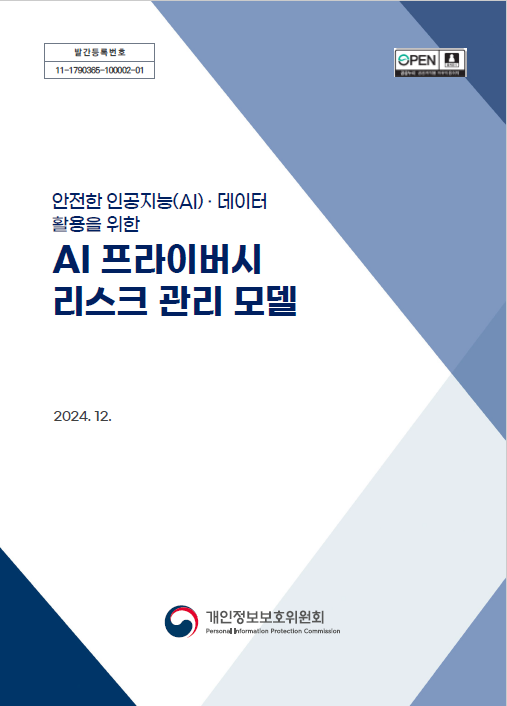 발간등록번호
11-1790365-100002-01
OPEN
안전한 인공지능(AI) · 데이터
활용을 위한
AI 프라이버시
리스크 관리 모델
2024. 12.
개인정보보호위원회
Personal Information Protection Commission